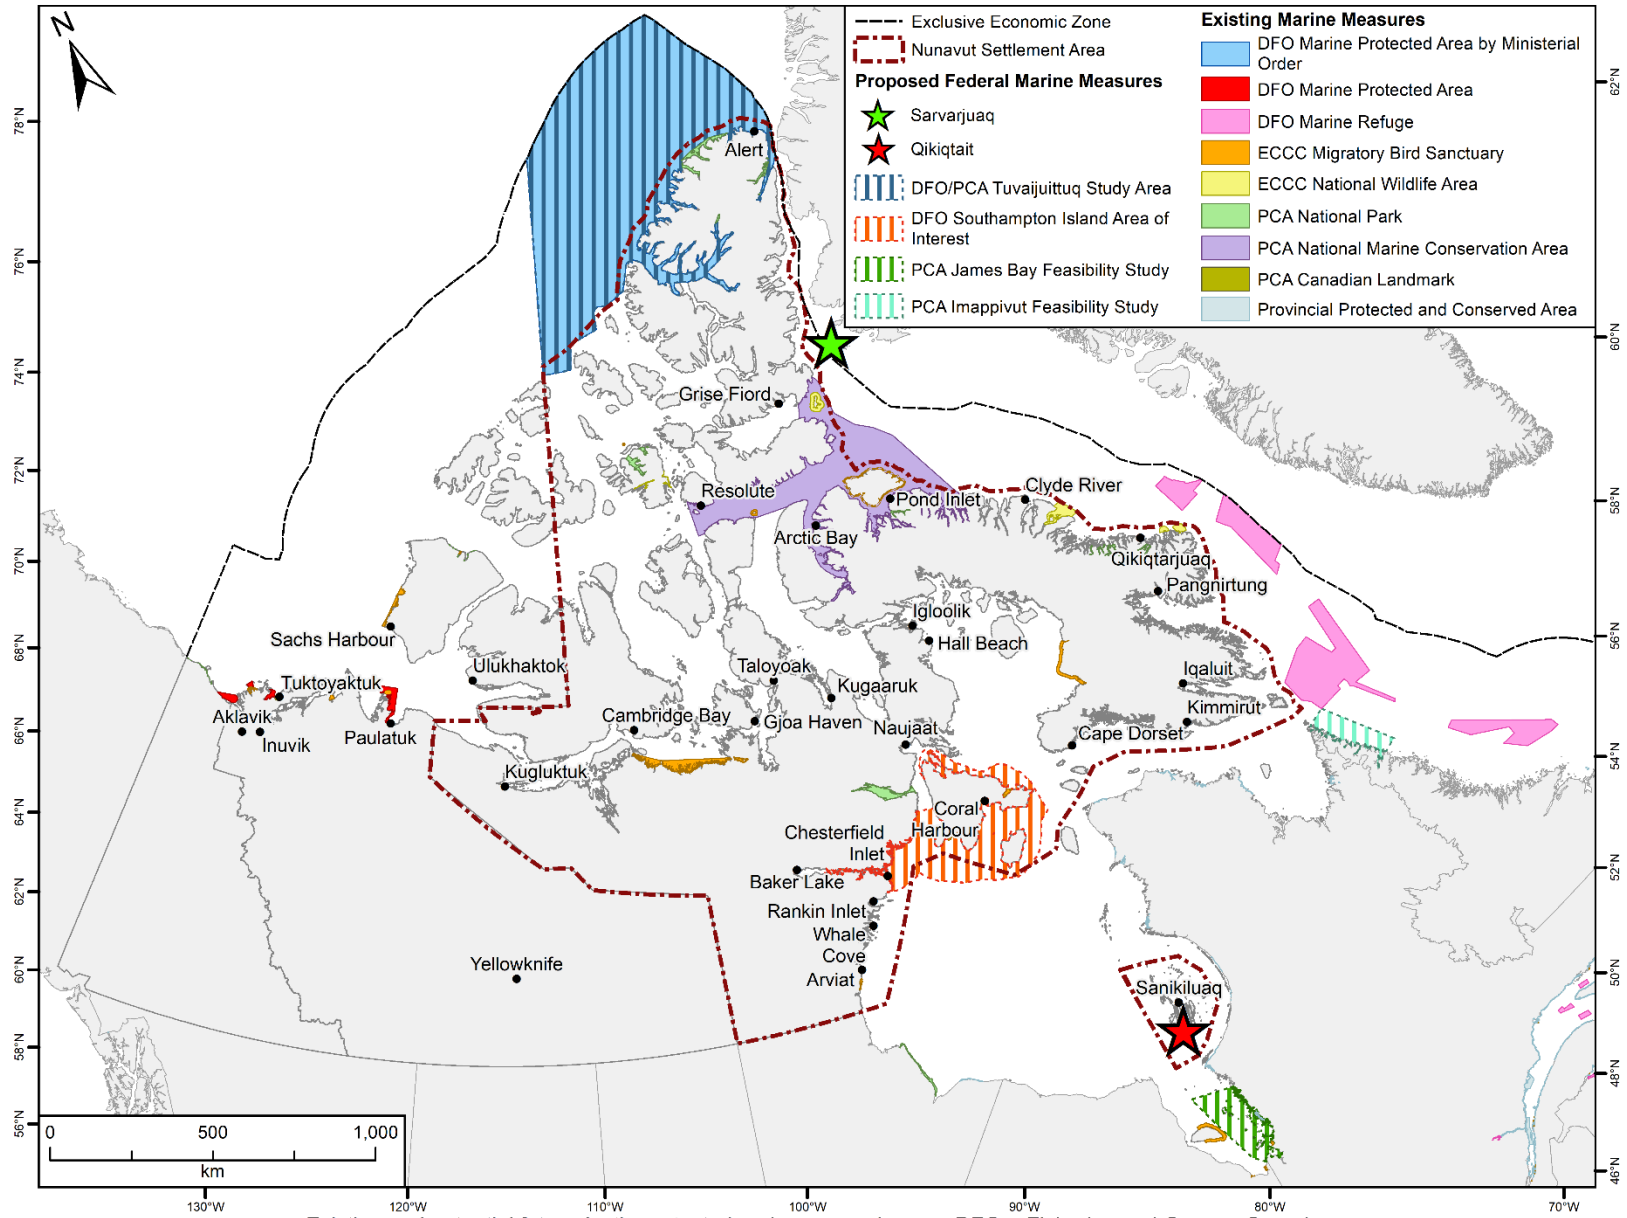 N
Exclusive Economic Zone
Nunavut Settlement Area
Proposed Federal Marine Measures
Sarvarjuaq
Qikiqtait
DFO/PCA Tuvaijuittuq Study Area
DFO Southampton Island Area of
Interest
PCA James Bay Feasibility Study
PCA Imappivut Feasibility Study
Existing Marine Measures
DFO Marine Protected Area by Ministerial
Order
DFO Marine Protected Area
DFO Marine Refuge
ECCC Migratory Bird Sanctuary
ECCC National Wildlife Area
PCA National Park
PCA National Marine Conservation Area
PCA Canadian Landmark
Provincial Protected and Conserved Area
Alert
Grise Fiord
Resolute
Pond Inlet
Clyde River
Arctic Bay
Qikiqtarjuaq
Pangnirtung
Igloolik
Hall Beach
Sachs Harbour
Ulukhaktok
Taloyoak
Kugaaruk
Iqaluit
Tuktoyaktuk
Aklavik
Inuvik
Paulatuk
Cambridge Bay
Gjoa Haven
Naujaat
Kimmirut
Cape Dorset
Kugluktuk
Coral
Harbour
Chesterfield
Inlet
Baker Lake
Rankin Inlet
Whale
Cove
Arviat
Yellowknife
Sanikiluaq
78°N
76°N
74°N
72°N
70°N
68°N
66°N
64°N
62°N
60°N
58°N
56°N
62°N
60°N
58°N
56°N
54°N
52°N
50°N
48°N
46°N
0 500 1,000
km
130°W 120°W 110°W 100°W 90°W 80°W 70°W